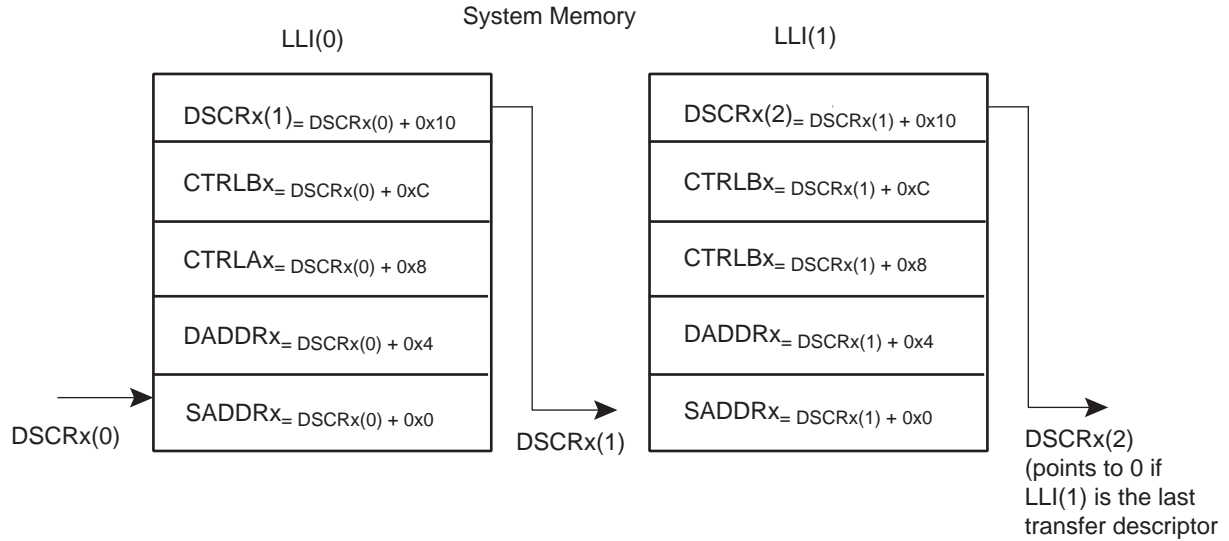 System Memory
LLI(0)
LLI(1)
DSCRx(1)= DSCRx(0) + 0x10
CTRLBx= DSCRx(0) + 0xC
CTRLAx= DSCRx(0) + 0x8
DADDRx= DSCRx(0) + 0x4
SADDRx= DSCRx(0) + 0x0
DSCRx(0)
DSCRx(1)
DSCRx(2)= DSCRx(1) + 0x10
CTRLBx= DSCRx(1) + 0xC
CTRLBx= DSCRx(1) + 0x8
DADDRx= DSCRx(1) + 0x4
SADDRx= DSCRx(1) + 0x0
DSCRx(2)
(points to 0 if
LLI(1) is the last
transfer descriptor